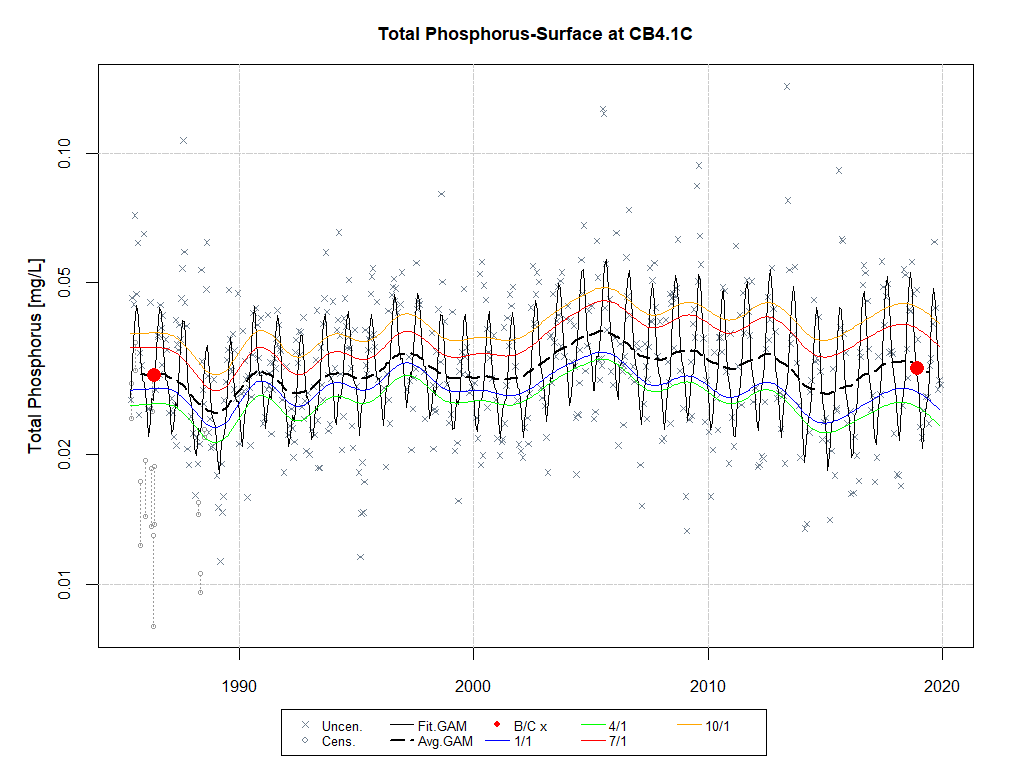 Total Phosphorus-Surface at CB4.1C
Total Phosphorus [mg/L]
0.10
0.05
0.02
0.01
1990 2000 2010 2020
Uncen. Fit.GAM B/C x 4/1 10/1
Cens. Avg.GAM 1/1 7/1